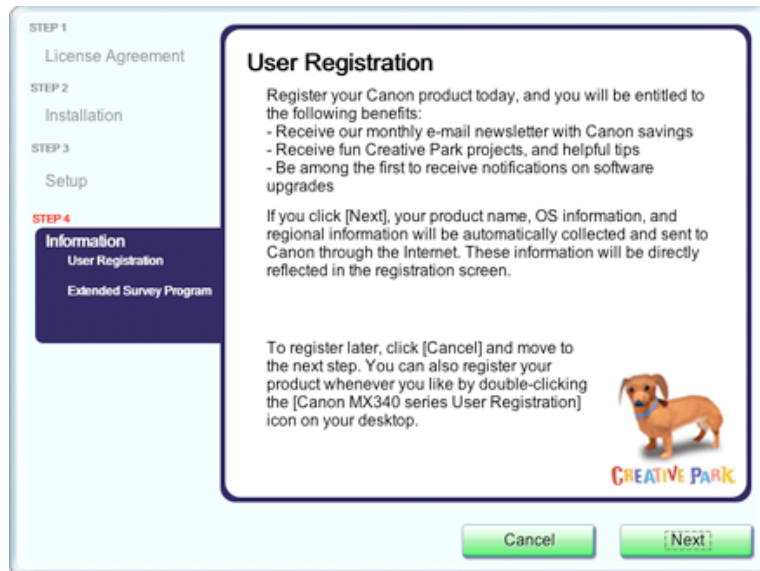 STEP 1
License Agreement
STEP 2
Installation
STEP 3
Setup
STEP 4
Information
User Registration
Extended Survey Program
User Registration
Register your Canon product today, and you will be entitled to
the following benefits:
- Receive our monthly e-mail newsletter with Canon savings
- Receive fun Creative Park projects, and helpful tips
- Be among the first to receive notifications on software
upgrades
If you click [Next], your product name, OS information, and
regional information will be automatically collected and sent to
Canon through the Internet. These information will be directly
reflected in the registration screen.
To register later, click [Cancel] and move to
the next step. You can also register your
product whenever you like by double-clicking
the [Canon MX340 series User Registration]
icon on your desktop.
CREATIVE PARK
Cancel
Next